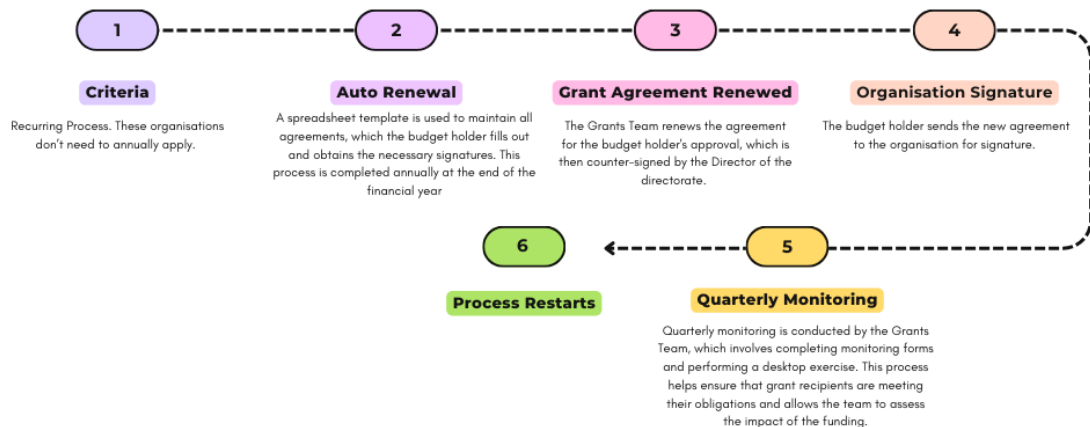 1
2
3
4
Criteria
Auto Renewal
Grant Agreement Renewed
Organisation Signature
Recurring Process. These organisations
don't need to annually apply.
A spreadsheet template is used to maintain all
agreements, which the budget holder fills out
and obtains the necessary signatures. This
process is completed annually at the end of the
financial year
The Grants Team renews the agreement
for the budget holder's approval, which is
then counter-signed by the Director of the
directorate.
The budget holder sends the new agreement
to the organisation for signature.
6
5
Process Restarts
Quarterly Monitoring
Quarterly monitoring is conducted by the Grants
Team, which involves completing monitoring forms
and performing a desktop exercise. This process
helps ensure that grant recipients are meeting
their obligations and allows the team to assess
the impact of the funding.